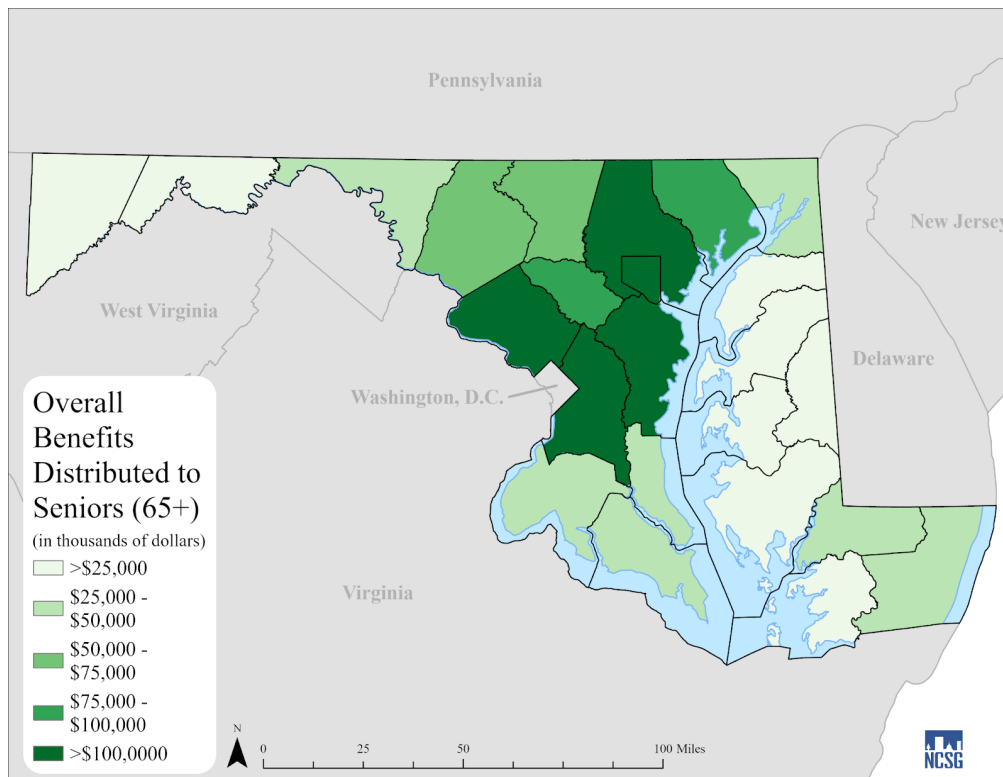 Pennsylvania
New Jersey
West Virginia
Delaware
Washington, D.C.
Virginia
Overall
Benefits
Distributed to
Seniors (65+)
(in thousands of dollars)
>$25,000
$25,000 -
$50,000
$50,000 -
$75,000
$75,000 -
$100,000
>$100,0000
N
0 50 100 Miles
NCSG